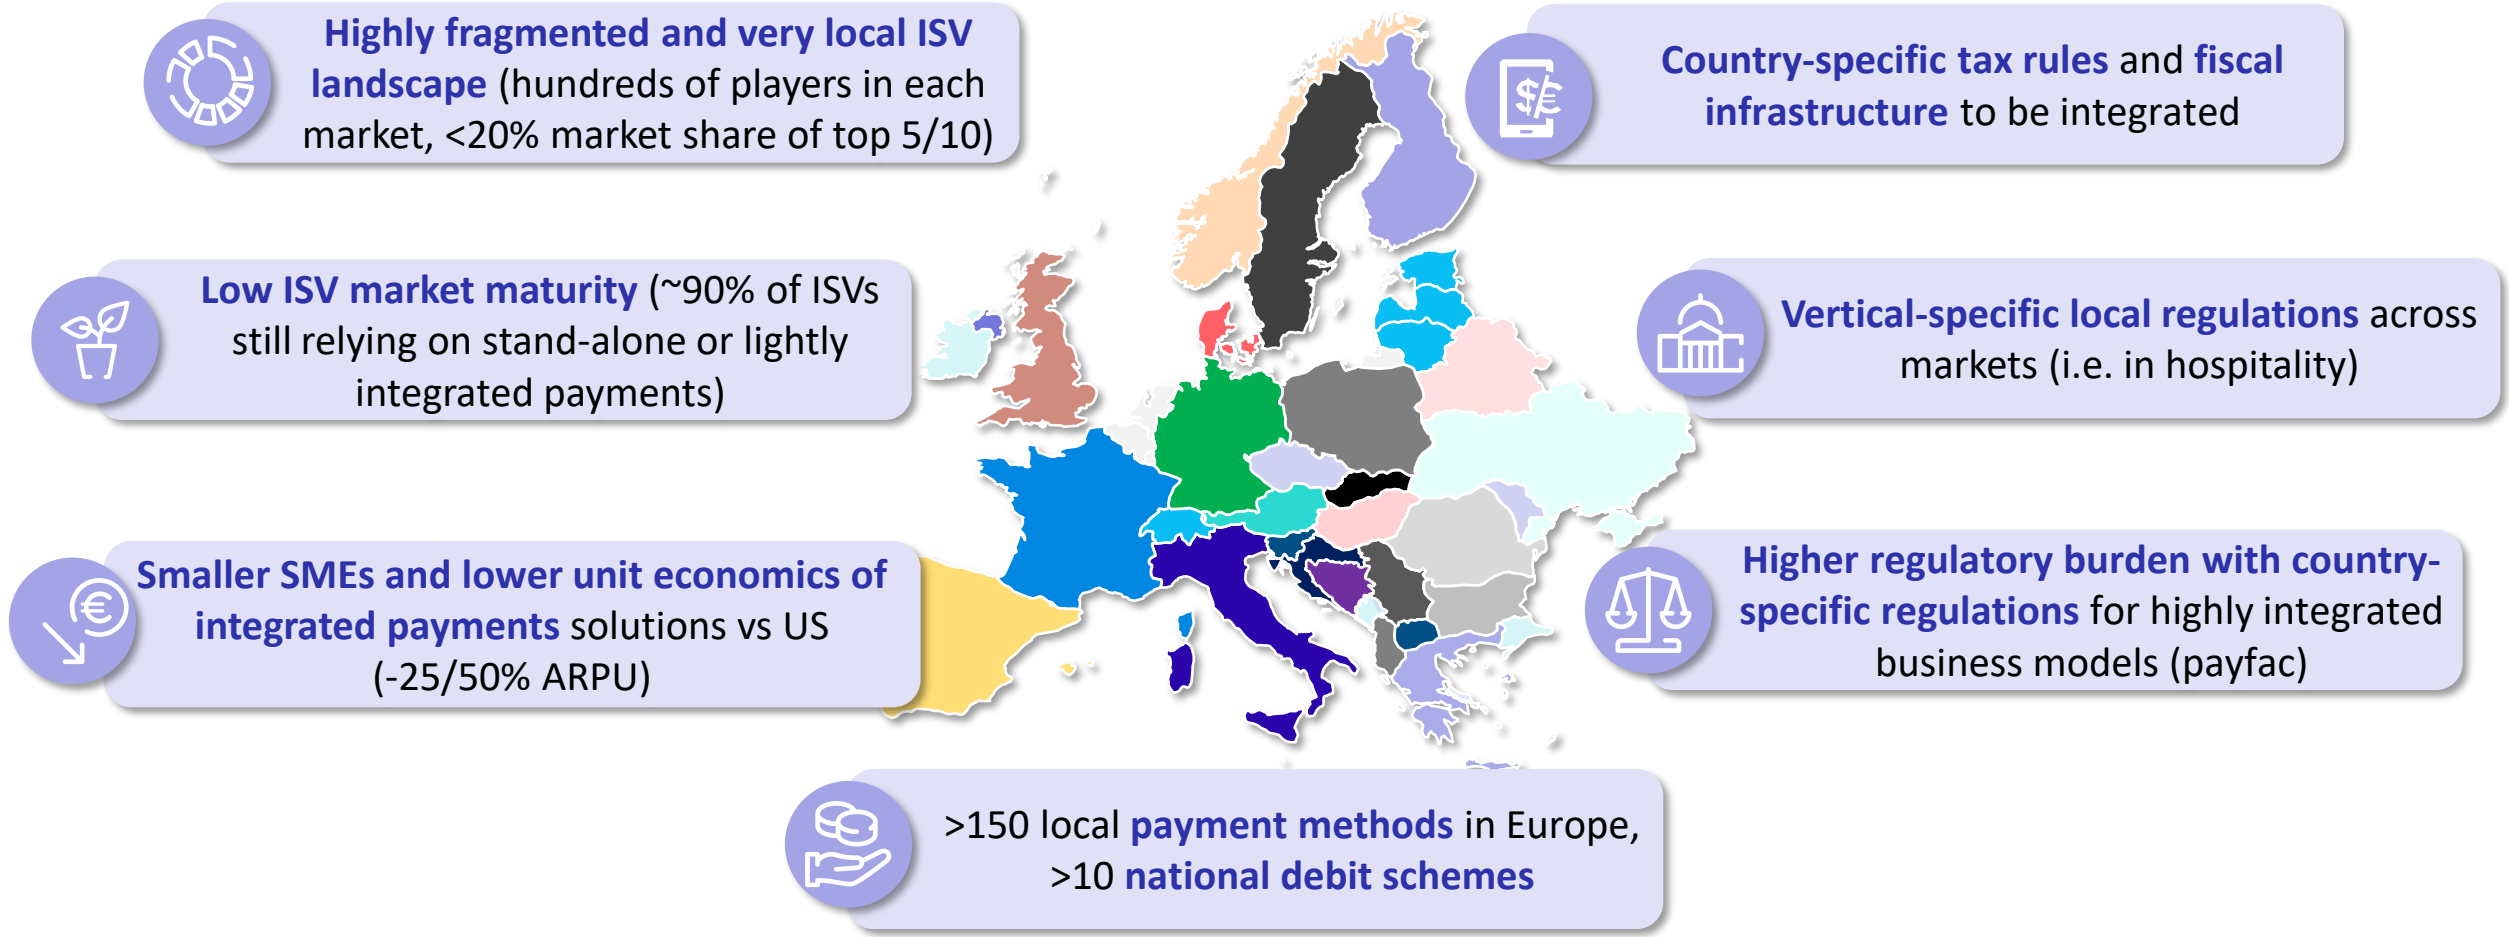 Highly fragmented and very local ISV
landscape (hundreds of players in each
market, <20% market share of top 5/10)
Country-specific tax rules and fiscal
infrastructure to be integrated
Low ISV market maturity (~90% of ISVs
still relying on stand-alone or lightly
integrated payments)
Vertical-specific local regulations across
markets (i.e. in hospitality)
Smaller SMEs and lower unit economics of
integrated payments solutions vs US
(-25/50% ARPU)
Higher regulatory burden with country-
specific regulations for highly integrated
business models (payfac)
>150 local payment methods in Europe,
>10 national debit schemes